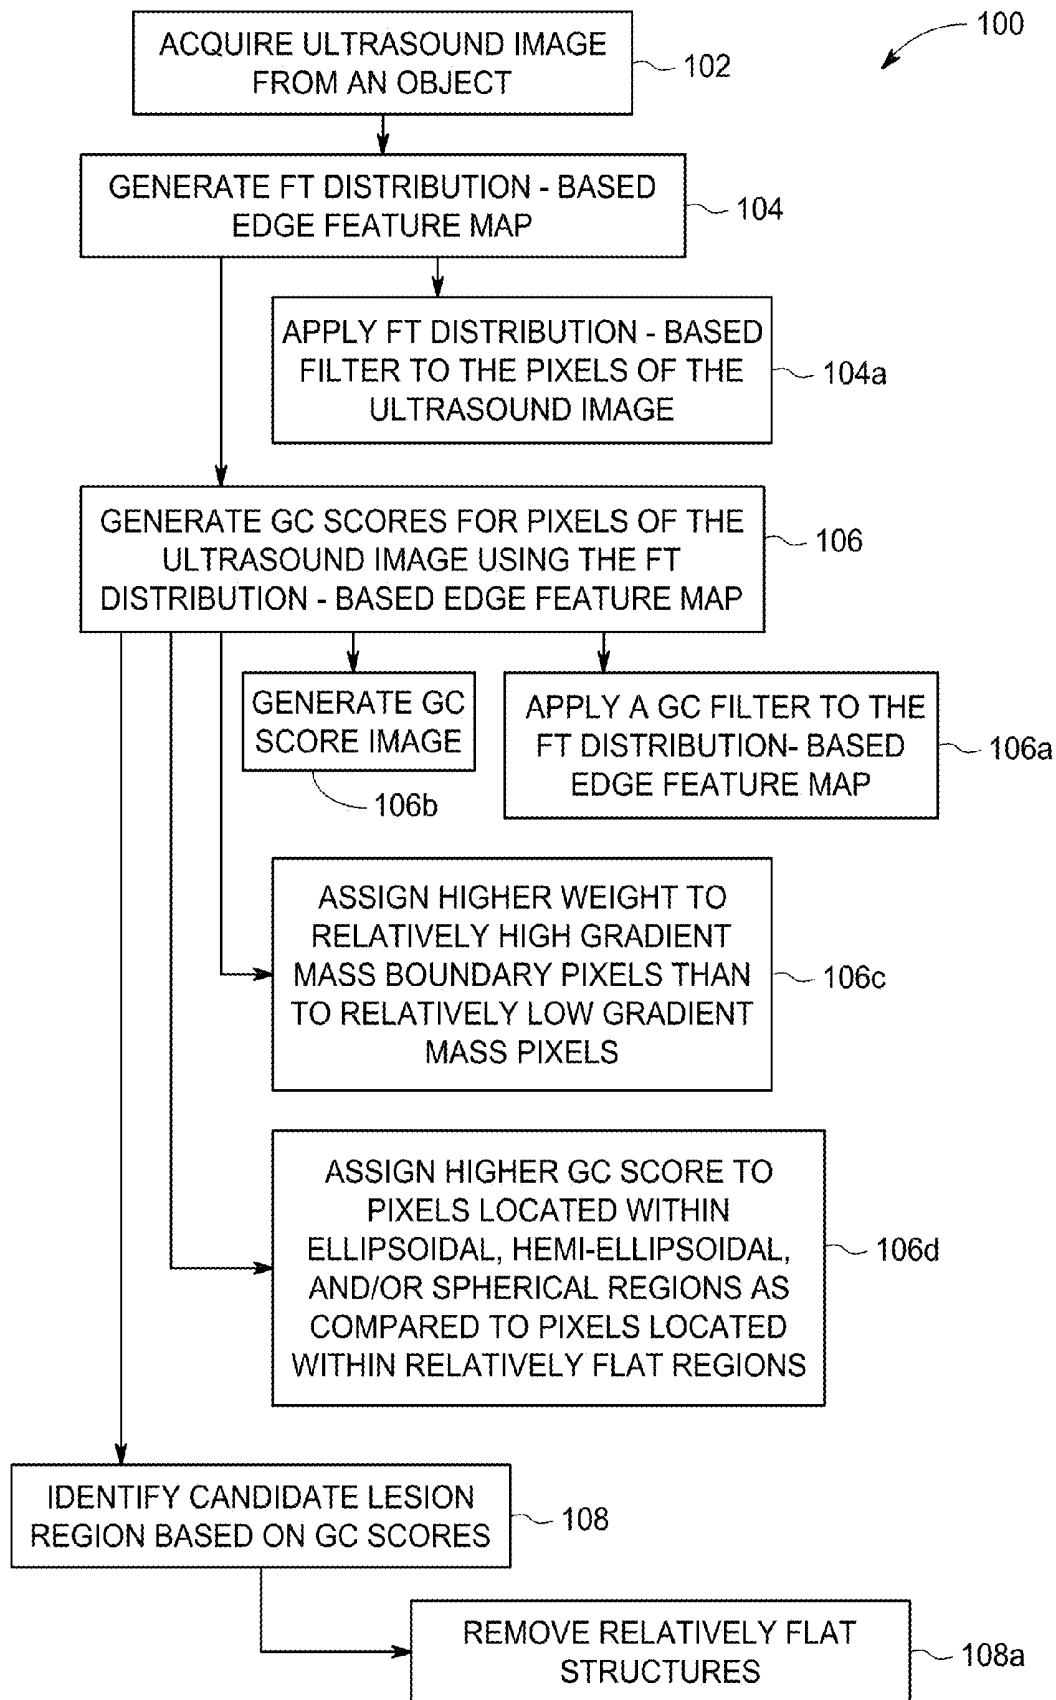 100
ACQUIRE ULTRASOUND IMAGE
FROM AN OBJECT
102
GENERATE FT DISTRIBUTION - BASED
EDGE FEATURE MAP
104
APPLY FT DISTRIBUTION - BASED
FILTER TO THE PIXELS OF THE
ULTRASOUND IMAGE
104a
GENERATE GC SCORES FOR PIXELS OF THE
ULTRASOUND IMAGE USING THE FT
DISTRIBUTION - BASED EDGE FEATURE MAP
106
GENERATE GC
SCORE IMAGE
106b
APPLY A GC FILTER TO THE
FT DISTRIBUTION- BASED
EDGE FEATURE MAP
106a
ASSIGN HIGHER WEIGHT TO
RELATIVELY HIGH GRADIENT
MASS BOUNDARY PIXELS THAN
TO RELATIVELY LOW GRADIENT
MASS PIXELS
106c
ASSIGN HIGHER GC SCORE TO
PIXELS LOCATED WITHIN
ELLIPSOIDAL, HEMI-ELLIPSOIDAL,
AND/OR SPHERICAL REGIONS AS
COMPARED TO PIXELS LOCATED
WITHIN RELATIVELY FLAT REGIONS
106d
IDENTIFY CANDIDATE LESION
REGION BASED ON GC SCORES
108
REMOVE RELATIVELY FLAT
STRUCTURES
108a